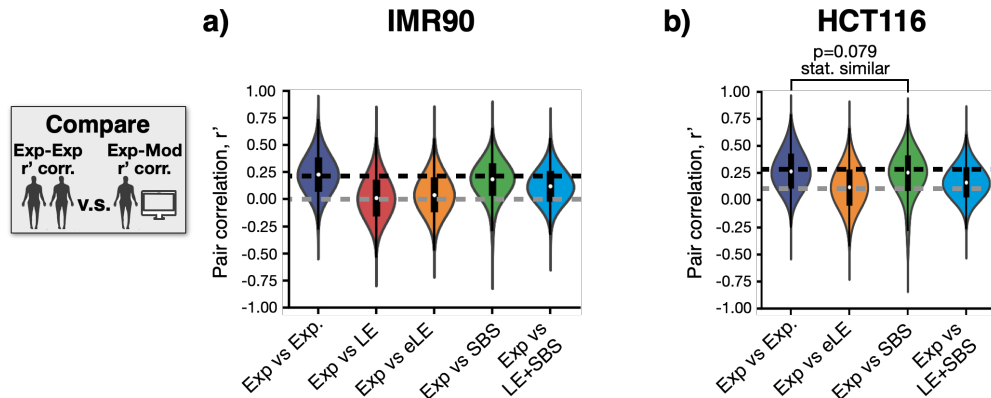 a)
IMR90
b)
HCT116
p=0.079
stat. similar
Compare
Exp-Exp
r’ corr.
Exp-Mod
r’ corr.
v.s.
Pair correlation, r’
1.00
0.75
0.50
0.25
0.00
-0.25
-0.50
-0.75
-1.00
Exp vs Exp.
Exp vs LE
Exp vs eLE
Exp vs SBS
Exp vs
LE+SBS
Pair correlation, r’
1.00
0.75
0.50
0.25
0.00
-0.25
-0.50
-0.75
-1.00
Exp vs Exp.
Exp vs eLE
Exp vs SBS
Exp vs
LE+SBS